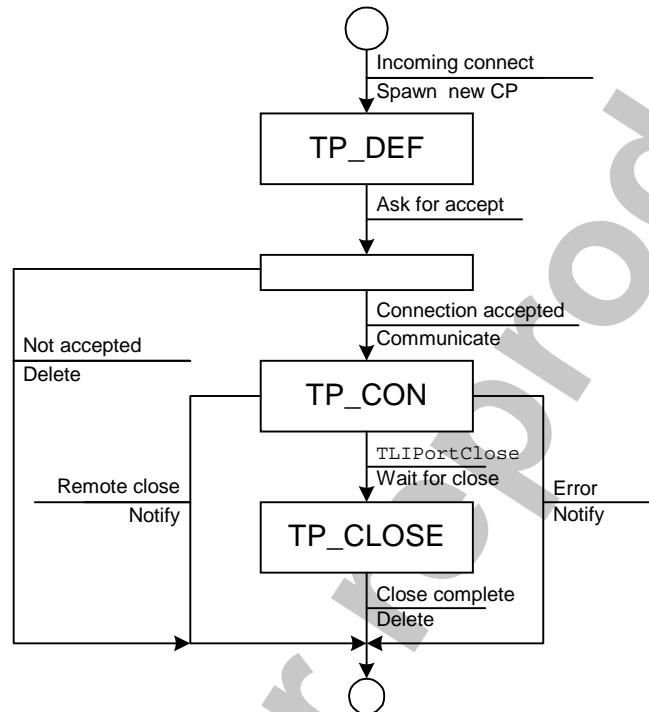 Incoming connect
Spawn new CP
TP_DEF
Ask for accept
Connection accepted
Communicate
Not accepted
Delete
TP_CON
TLIPortClose
Wait for close
Remote close
Notify
Error
Notify
TP_CLOSE
Close complete
Delete
r reprod